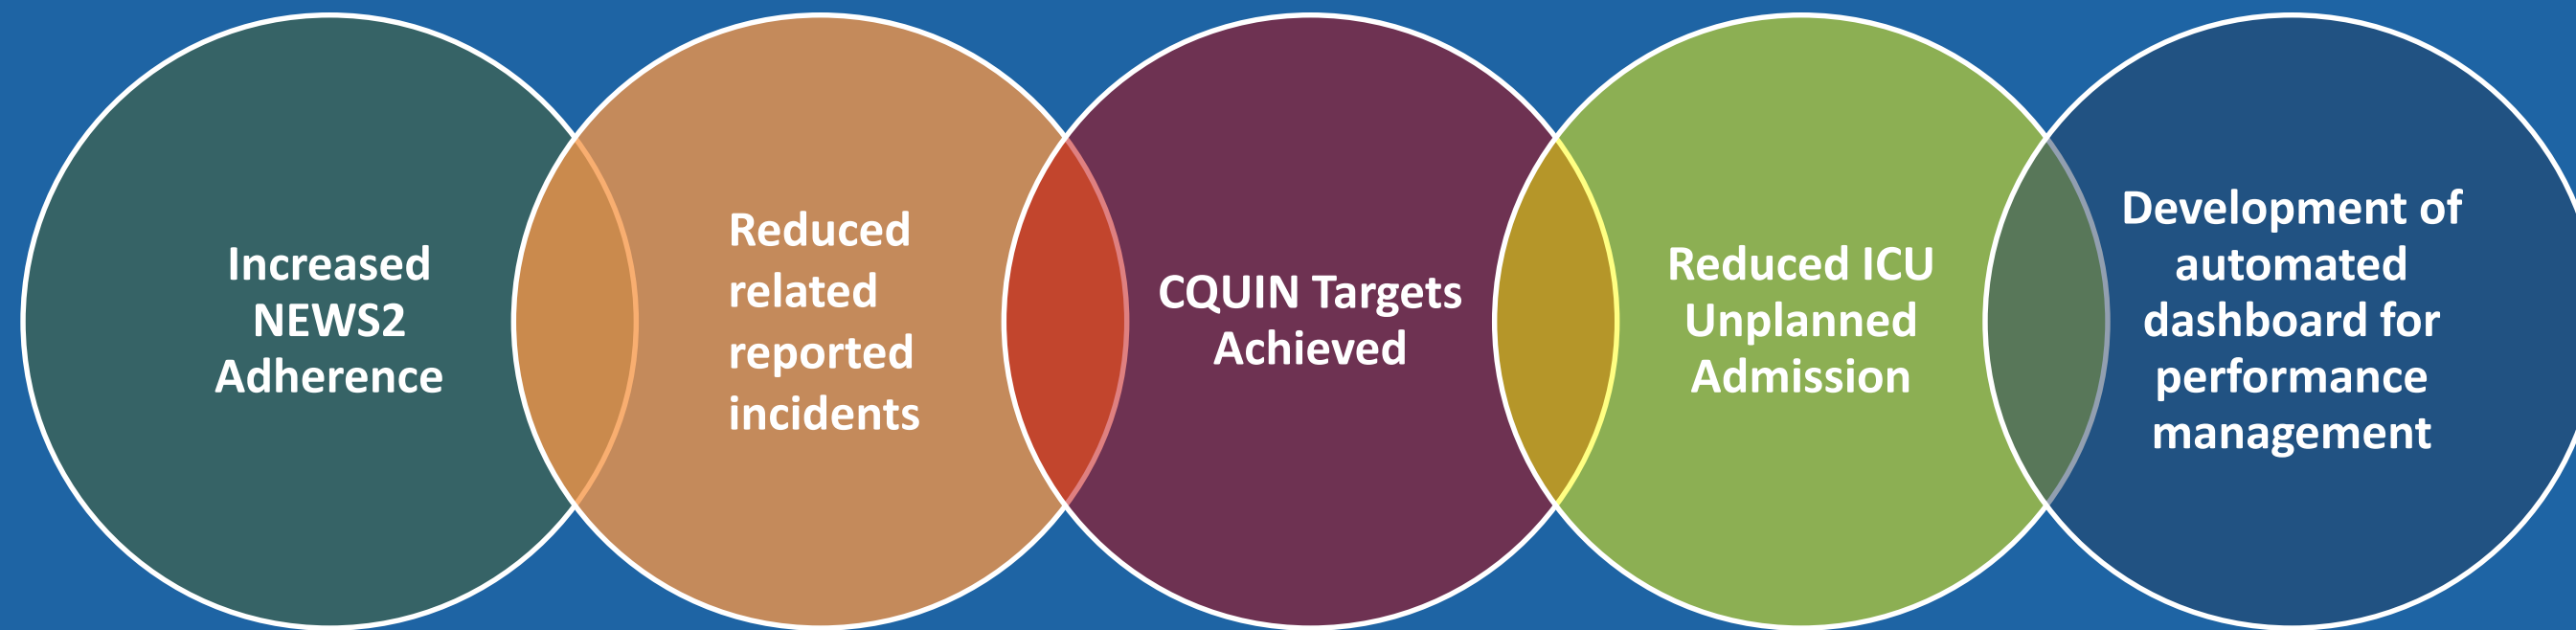 Increased
NEWS2
Adherence
Reduced
related
reported
incidents
CQUIN Targets
Achieved
Reduced ICU
Unplanned
Admission
Development of
automated
dashboard for
performance
management